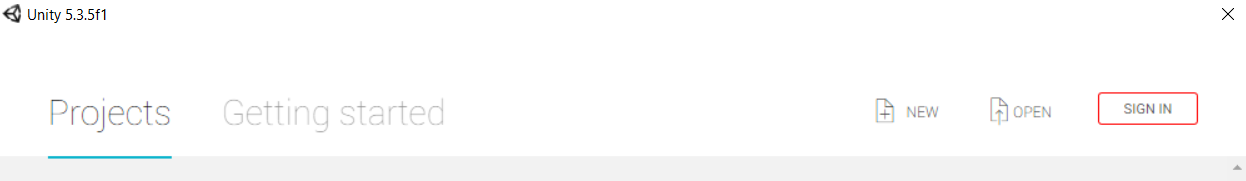 Unity 5.3.5f1
Projects Getting started NEW OPEN SIGN IN